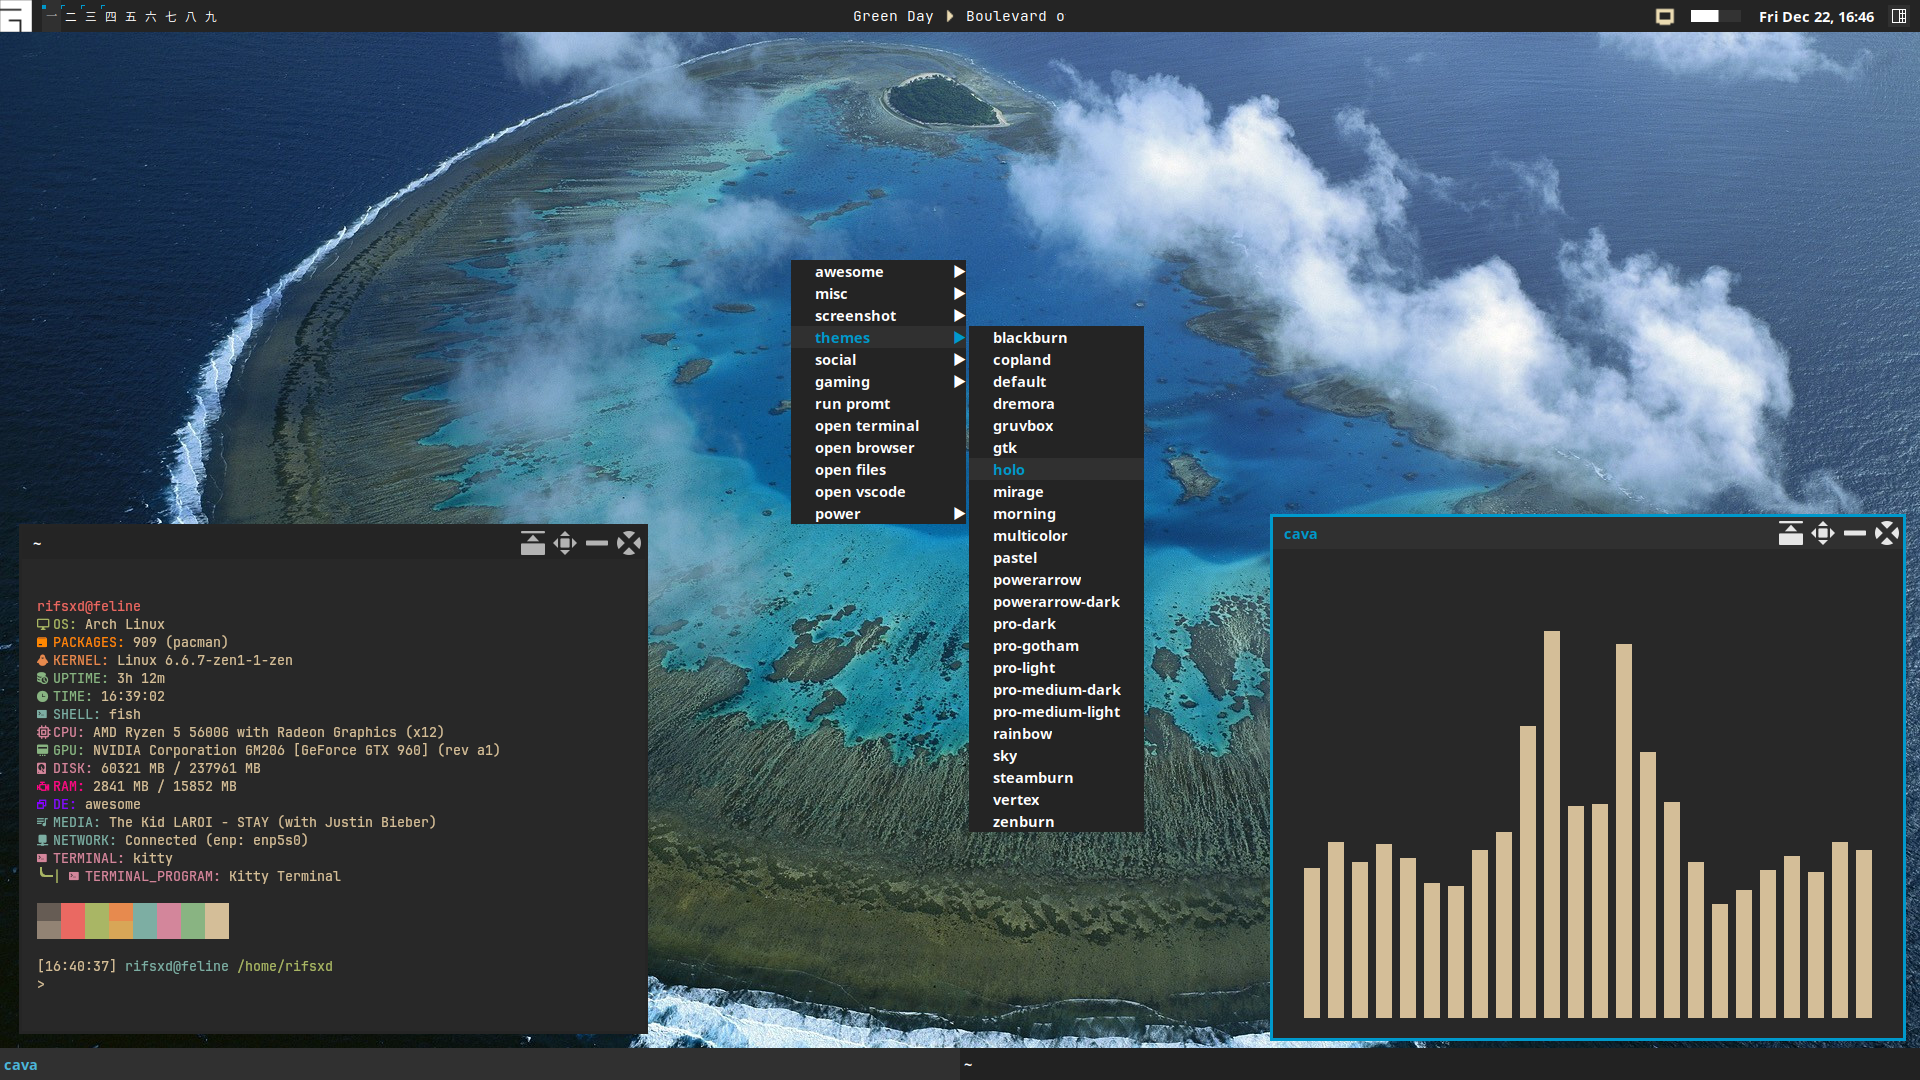 一 二 三 四 五 六 七 八 九
Green Day Boulevard o
Fri Dec 22, 16:46
awesome
misc
screenshot
themes
social
gaming
run promt
open terminal
open browser
open files
open vscode
power
blackburn
copland
default
dremora
gruvbox
gtk
holo
mirage
morning
multicolor
pastel
powerarrow
powerarrow-dark
pro-dark
pro-gotham
pro-light
pro-medium-dark
pro-medium-light
rainbow
sky
steamburn
vertex
zenburn
~
rifsxd@feline
OS: Arch Linux
PACKAGES: 909 (pacman)
KERNEL: Linux 6.6.7-zen1-1-zen
UPTIME: 3h 12m
TIME: 16:39:02
SHELL: fish
CPU: AMD Ryzen 5 5600G with Radeon Graphics (x12)
GPU: NVIDIA Corporation GM206 [GeForce GTX 960] (rev a1)
DISK: 60321 MB / 237961 MB
RAM: 2841 MB / 15852 MB
DE: awesome
MEDIA: The Kid LAROI - STAY (with Justin Bieber)
NETWORK: Connected (enp: enp5s0)
TERMINAL: kitty
TERMINAL_PROGRAM: Kitty Terminal
[16:40:37] rifsxd@feline /home/rifsxd
>
cava
cava
~